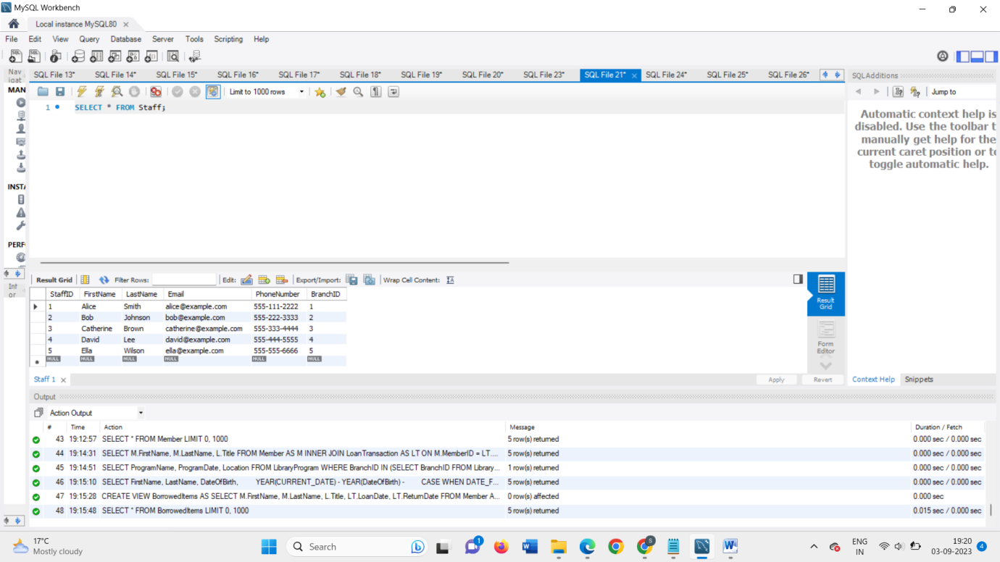 MySQL Workbench
Local instance MySQL80
File Edit View Query Database Server Tools Scripting Help
Nav
igat
SQL File 13* SQL File 14* SQL File 15* SQL File 16* SQL File 17* SQL File 18* SQL File 19* SQL File 20* SQL File 23* SQL File 21* SQL File 24* SQL File 25* SQL File 26*
SQLAdditions
MAN
Limit to 1000 rows
Jump to
1 SELECT * FROM Staff;
Automatic context help is
disabled. Use the toolbar t
manually get help for the
current caret position or to
toggle automatic help.
INSTA
PERF
Int
or
Result Grid Filter Rows: Edit: Export/Import: Wrap Cell Content:
StaffID FirstName LastName Email PhoneNumber BranchID
1 Alice Smith alice@example.com 555-111-2222 1
2 Bob Johnson bob@example.com 555-222-3333 2
3 Catherine Brown catherine@example.com 555-333-4444 3
4 David Lee david@example.com 555-444-5555 4
5 Ella Wilson ella@example.com 555-555-6666 5
NULL NULL NULL NULL NULL NULL
Result
Grid
Form
Editor
Staff 1
Apply Revert
Context Help Snippets
Output
Action Output
# Time Action Message Duration / Fetch
43 19:12:57 SELECT * FROM Member LIMIT 0, 1000 5 row(s) returned 0.000 sec / 0.000 sec
44 19:14:31 SELECT M.FirstName, M.LastName, L.Title FROM Member AS M INNER JOIN LoanTransaction AS LT ON M.MemberID = LT.... 5 row(s) returned 0.000 sec / 0.000 sec
45 19:14:51 SELECT ProgramName, ProgramDate, Location FROM LibraryProgram WHERE BranchID IN (SELECT BranchID FROM Library... 1 row(s) returned 0.000 sec / 0.000 sec
46 19:15:10 SELECT FirstName, LastName, DateOfBirth, YEAR(CURRENT_DATE) - YEAR(DateOfBirth) - CASE WHEN DATE_F... 5 row(s) returned 0.000 sec / 0.000 sec
47 19:15:28 CREATE VIEW BorrowedItems AS SELECT M.FirstName, M.LastName, L.Title, LT.LoanDate, LT.ReturnDate FROM Member A... 0 row(s) affected 0.000 sec
48 19:15:48 SELECT * FROM BorrowedItems LIMIT 0, 1000 5 row(s) returned 0.015 sec / 0.000 sec
17°C
Mostly cloudy
Search
1
S
ENG
IN
19:20
03-09-2023
4